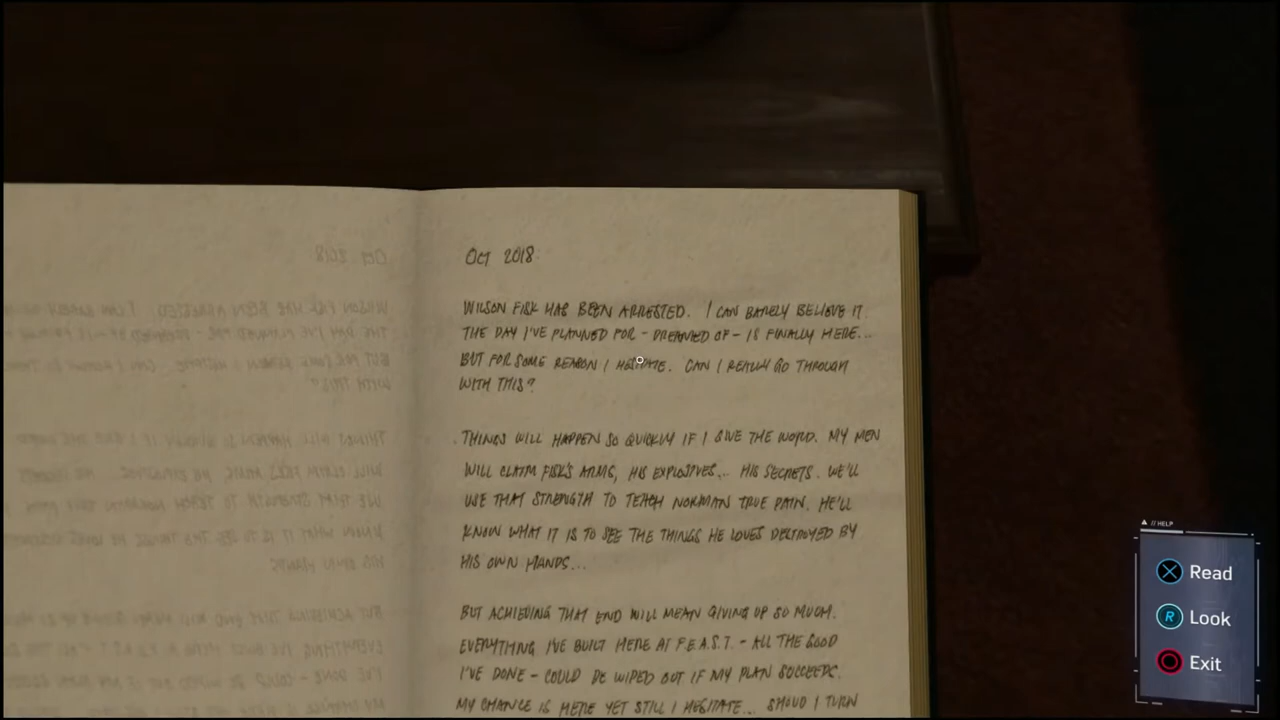 Oct 2018
WILSON FISK HAS BEEN ARRESTED. I CAN BARELY BELIEVE IT.
THE DAY I'VE PLANNED FOR - DREAMED OF - IS FINALLY HERE...
BUT FOR SOME REASON I HESITATE. CAN I REALLY GO THROUGH
WITH THIS?
THINGS WILL HAPPEN SO QUICKLY IF I GIVE THE WORD. MY MEN
WILL CLAIM FISK'S ARMS, HIS EXPLOSIVES... HIS SECRETS. WE'LL
USE THAT STRENGTH TO TEACH NORMAN TRUE PAIN. HE'LL
KNOW WHAT IT IS TO SEE THE THINGS HE LOVES DESTROYED BY
HIS OWN HANDS...
BUT ACHIEVING THAT END WILL MEAN GIVING UP SO MUCH.
EVERYTHING I'VE BUILT HERE AT F.E.A.S.T. - ALL THE GOOD
I'VE DONE - COULD BE WIPED OUT IF MY PLAN SUCCEEDS.
MY CHANCE IS HERE YET STILL I HESITATE... SHOULD I TURN
// HELP
Read
R Look
Exit